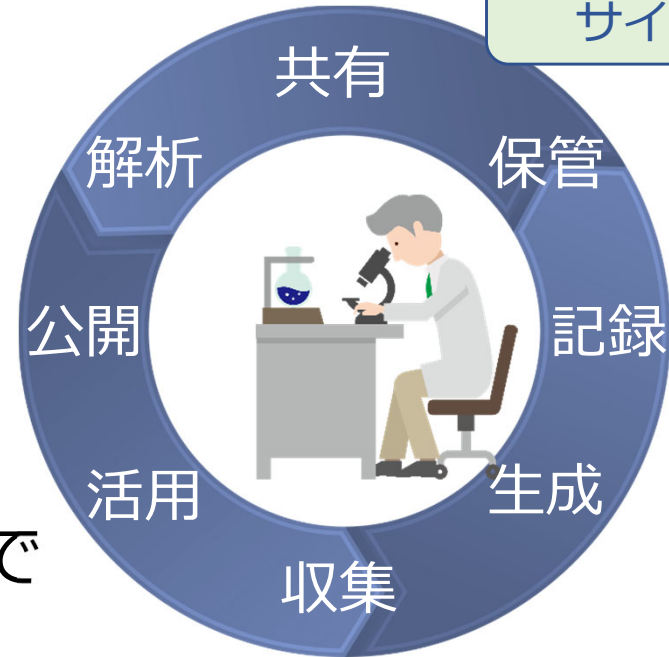 サイ
共有
解析
保管
公開
記録
活用
生成
で
収集